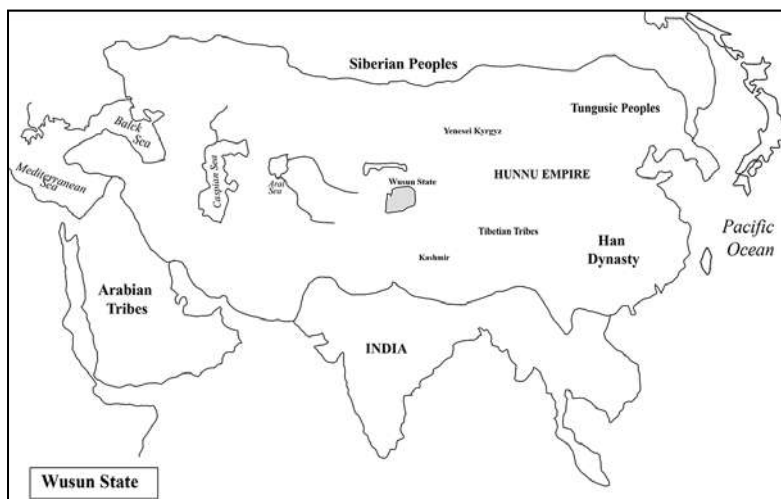 Siberian Peoples
Tungusic Peoples
Balck
Sea
Yenesei Kyrgyz
Mediterranean
Sea
Caspian Sea
Aral
Sea
Wusun State
HUNNU EMPIRE
Tibetian Tribes
Han
Dynasty
Pacific
Ocean
Kashmir
Arabian
Tribes
INDIA
Wusun State